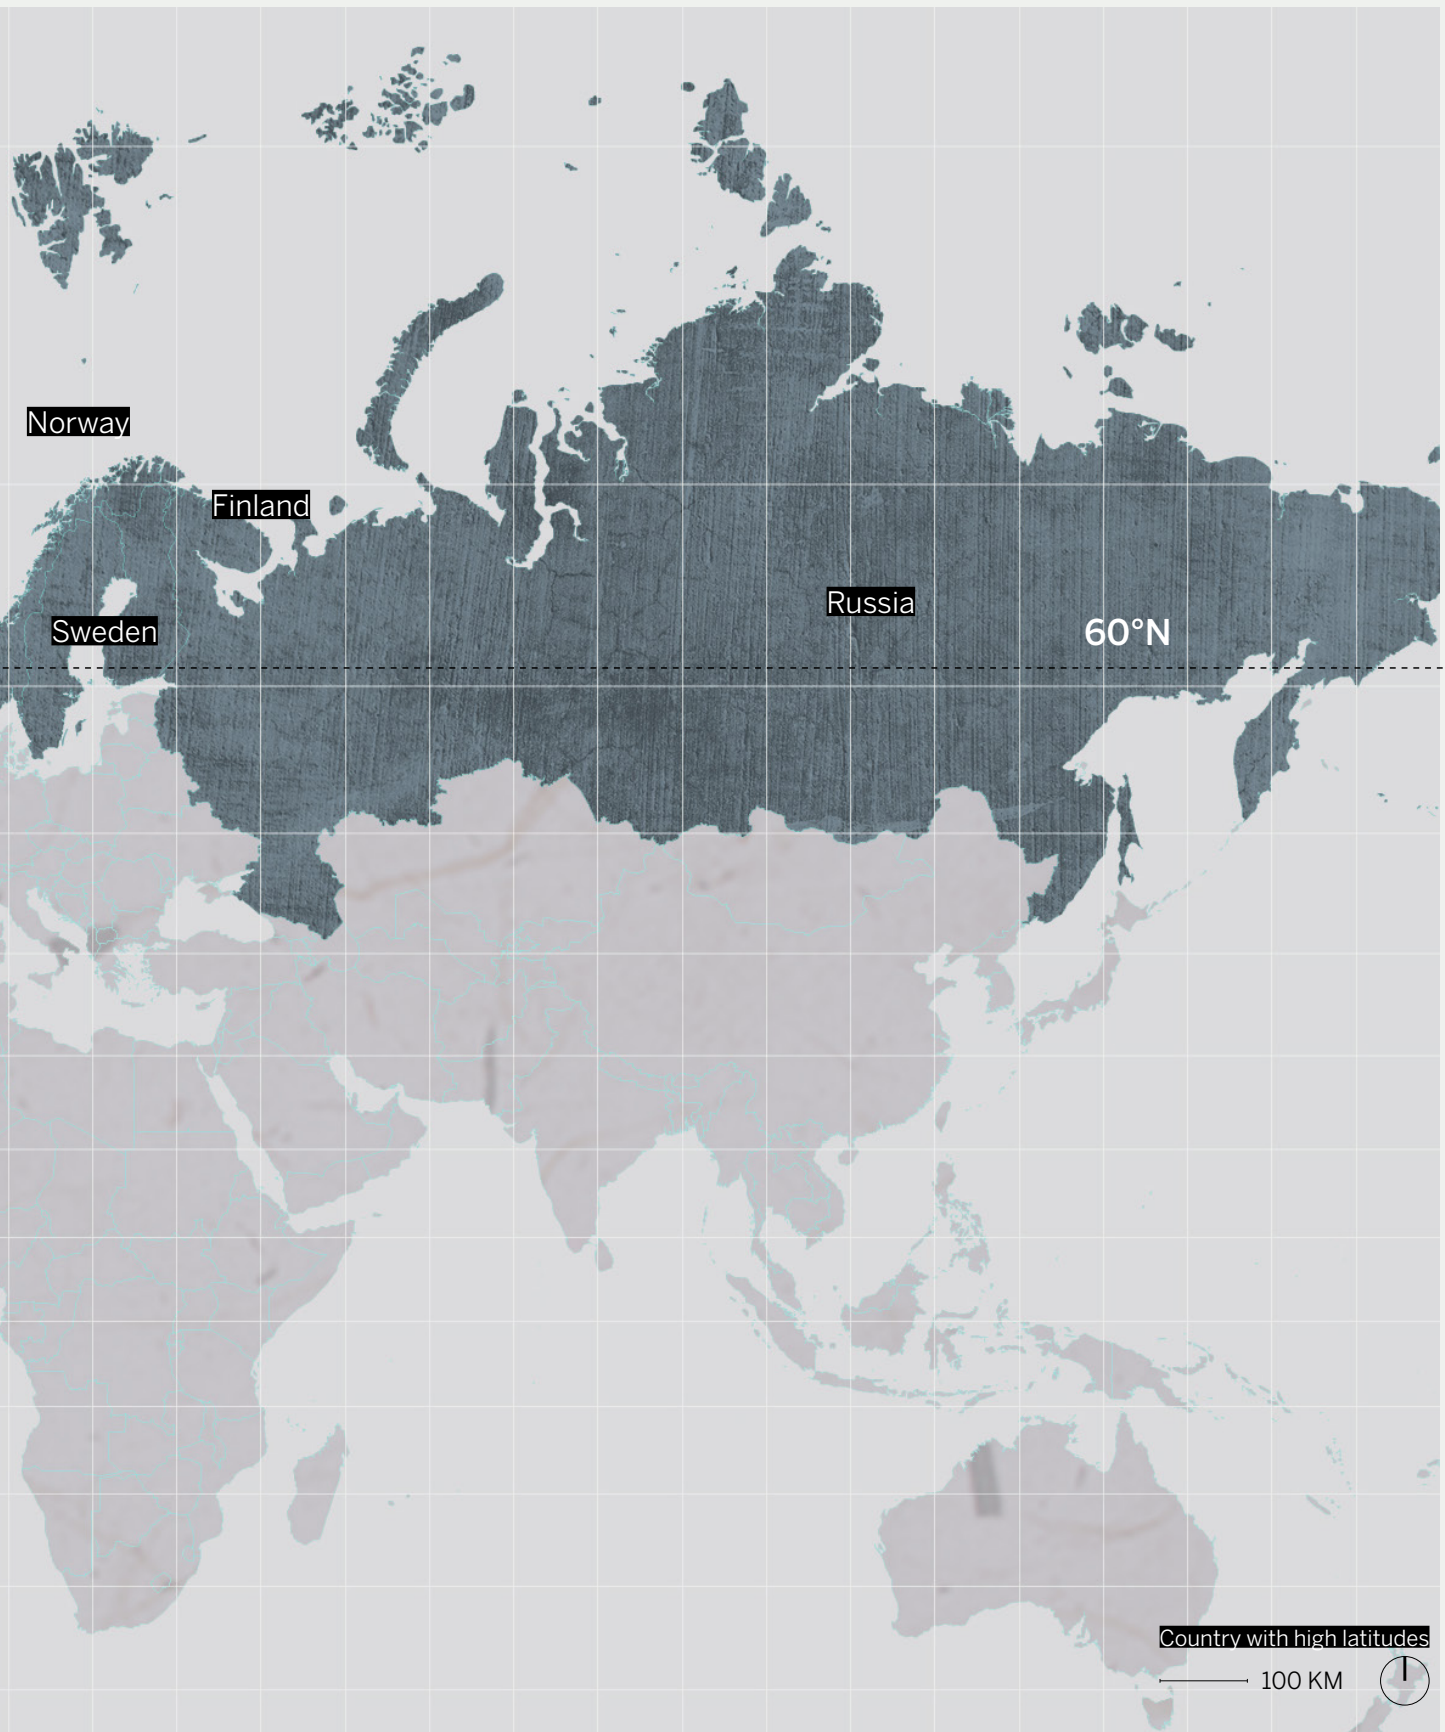 Norway
Finland
Russia
Sweden
60°N
Country with high latitudes
100 KM